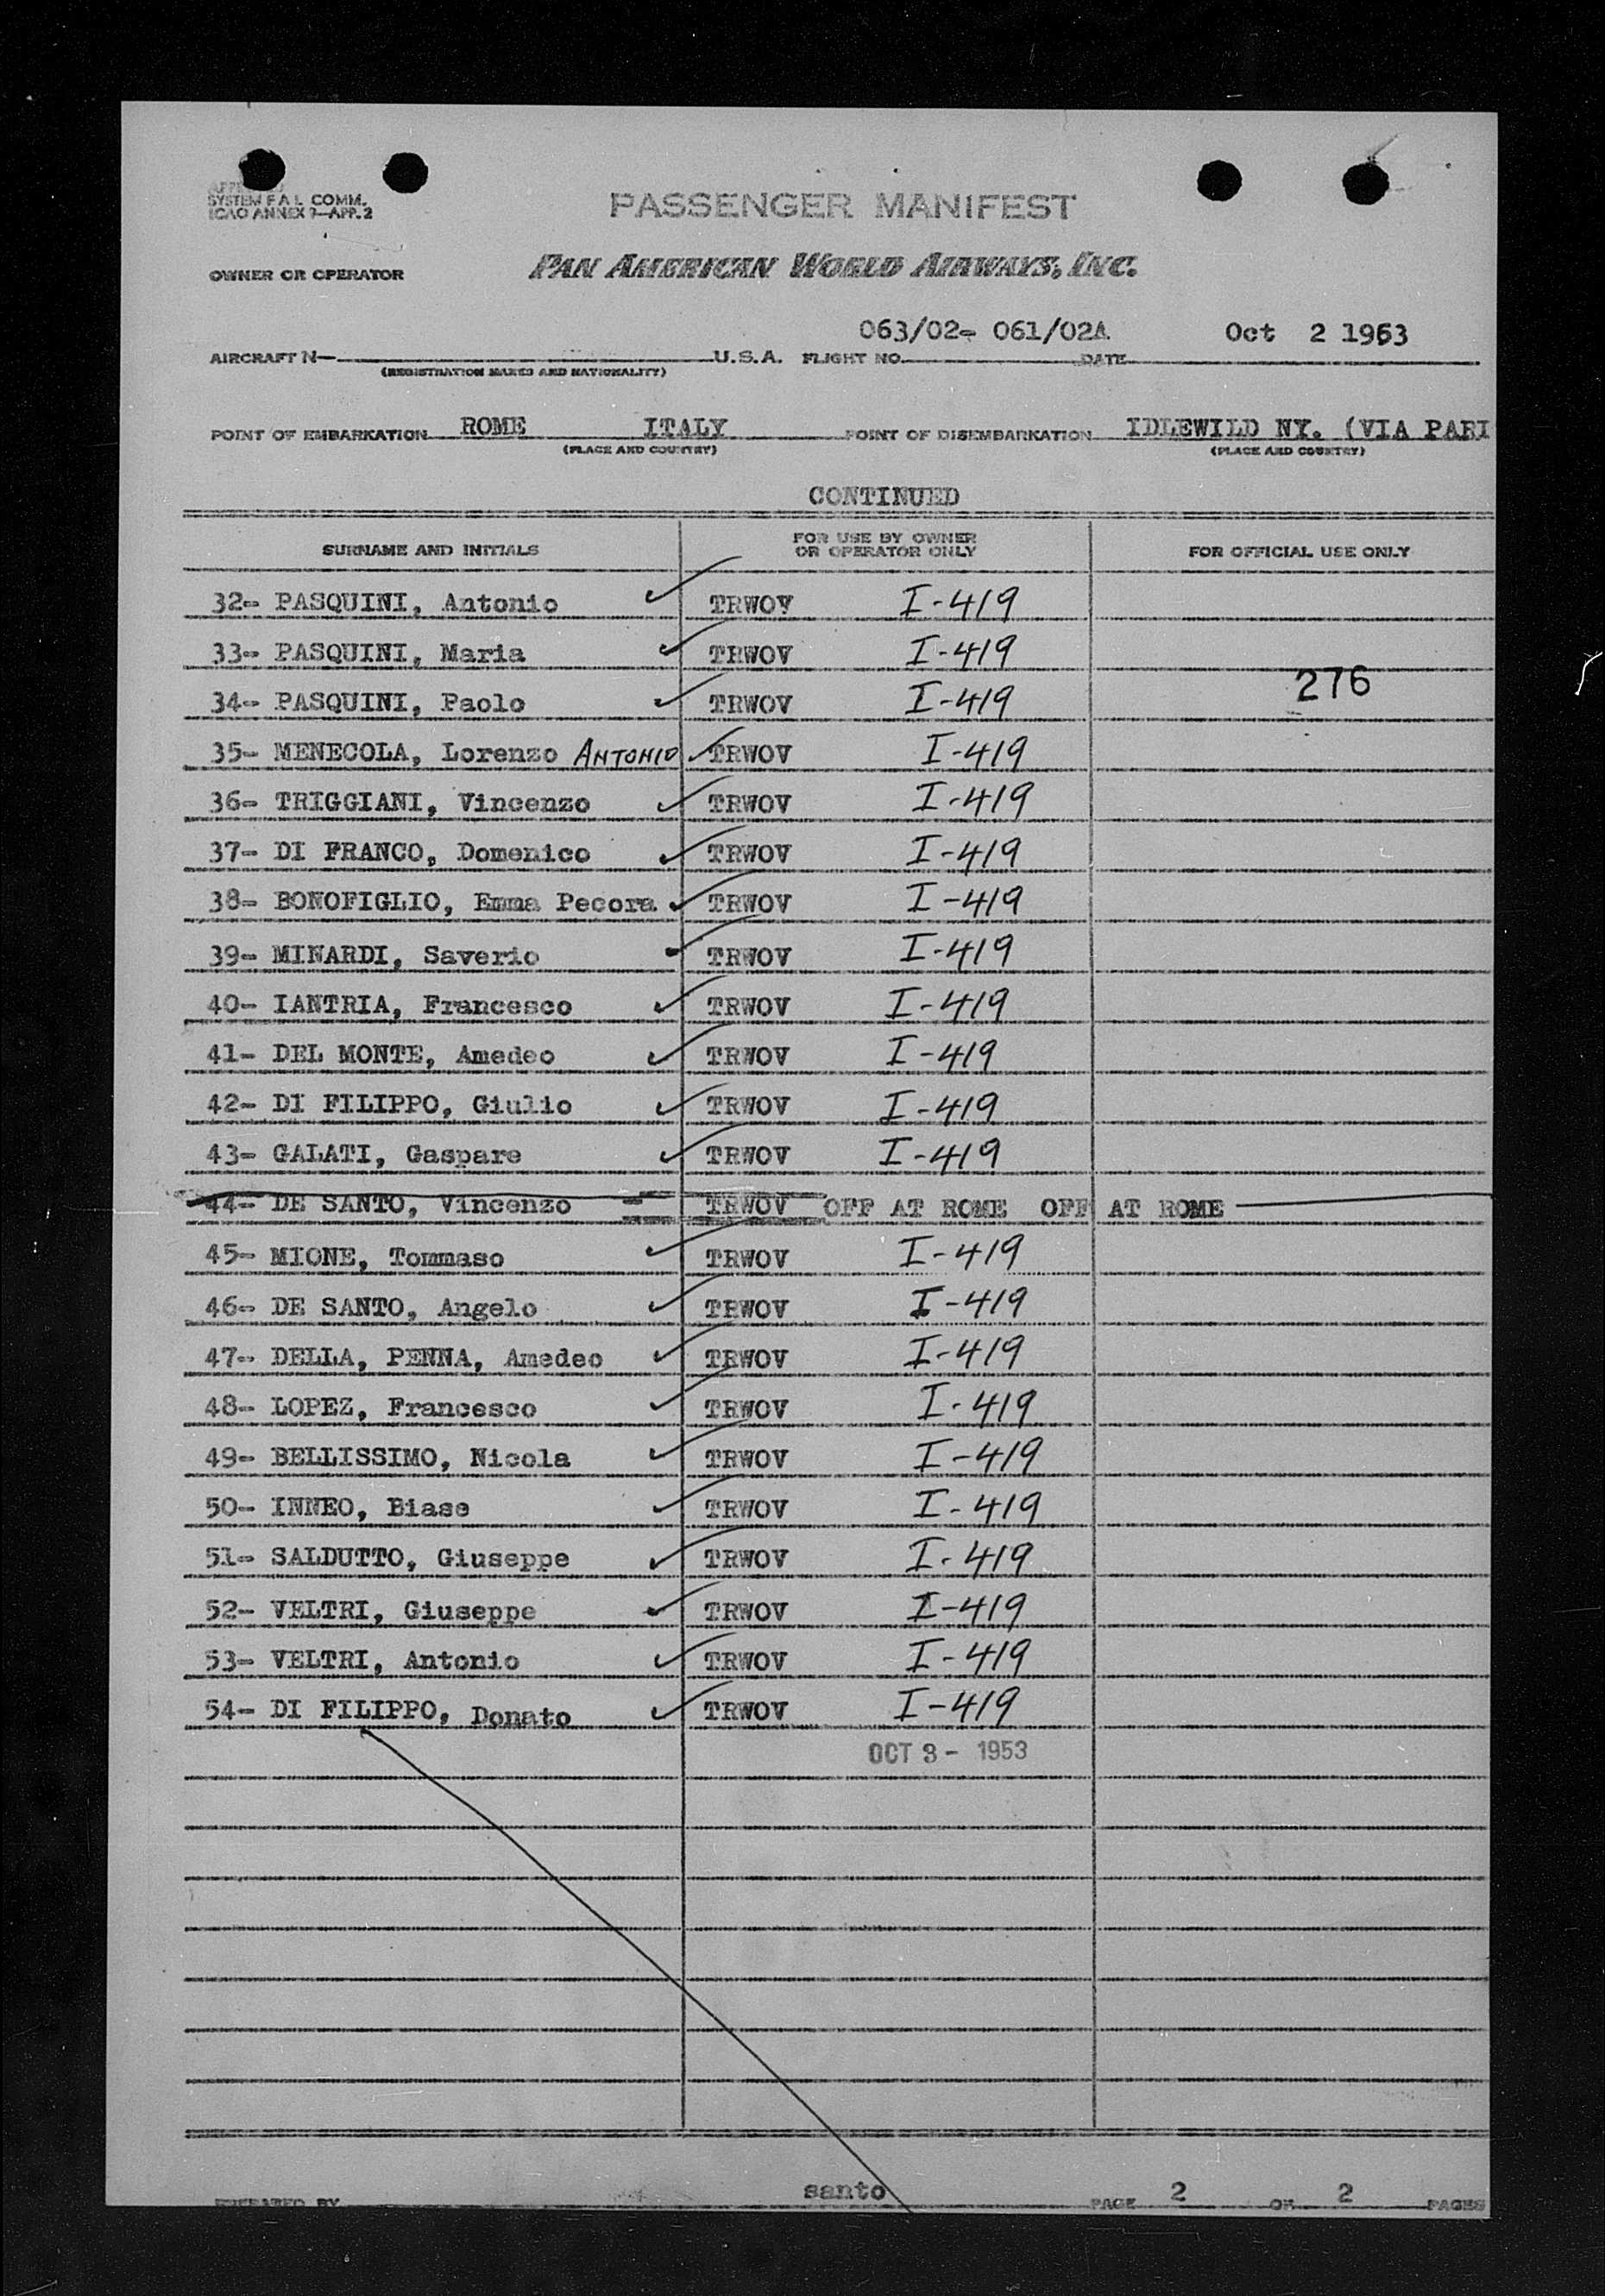 SYSTEM F A L COMM.
ICAO ANNEX 9—APP. 2
PASSENGER MANIFEST
OWNER OR OPERATOR PAN AMERICAN WORLD AIRWAYS, INC.
063/02- 061/02A Oct 2 1953
AIRCRAFT N— U.S.A. FLIGHT NO. DATE
(REGISTRATION MARKS AND NATIONALITY)
POINT OF EMBARKATION ROME ITALY POINT OF DISEMBARKATION IDLEWILD NY. (VIA PARI
(PLACE AND COUNTRY) (PLACE AND COUNTRY)
CONTINUED
SURNAME AND INITIALS FOR USE BY OWNER OR OPERATOR ONLY FOR OFFICIAL USE ONLY
32- PASQUINI, Antonio TRWOV I-419
33- PASQUINI, Maria TRWOV I-419
276
34- PASQUINI, Paolo TRWOV I-419
35- MENECOLA, Lorenzo ANTONIO TRWOV I-419
36- TRIGGIANI, Vincenzo TRWOV I-419
37- DI FRANCO, Domenico TRWOV I-419
38- BONOFIGLIO, Emma Pecora TRWOV I-419
39- MINARDI, Saverio TRWOV I-419
40- IANTRIA, Francesco TRWOV I-419
41- DEL MONTE, Amedeo TRWOV I-419
42- DI FILIPPO, Giulio TRWOV I-419
43- GALATI, Gaspare TRWOV I-419
44- DE SANTO, Vincenzo TRWOV OFF AT ROME OFF AT ROME
45- MIONE, Tommaso TRWOV I-419
46- DE SANTO, Angelo TRWOV I-419
47- DELLA, PENNA, Amedeo TRWOV I-419
48- LOPEZ, Francesco TRWOV I-419
49- BELLISSIMO, Nicola TRWOV I-419
50- INNEO, Biase TRWOV I-419
51- SALDUTTO, Giuseppe TRWOV I-419
52- VELTRI, Giuseppe TRWOV I-419
53- VELTRI, Antonio TRWOV I-419
54- DI FILIPPO, Donato TRWOV I-419
OCT 3 - 1953
PREPARED BY santo PAGE 2 OF 2 PAGES